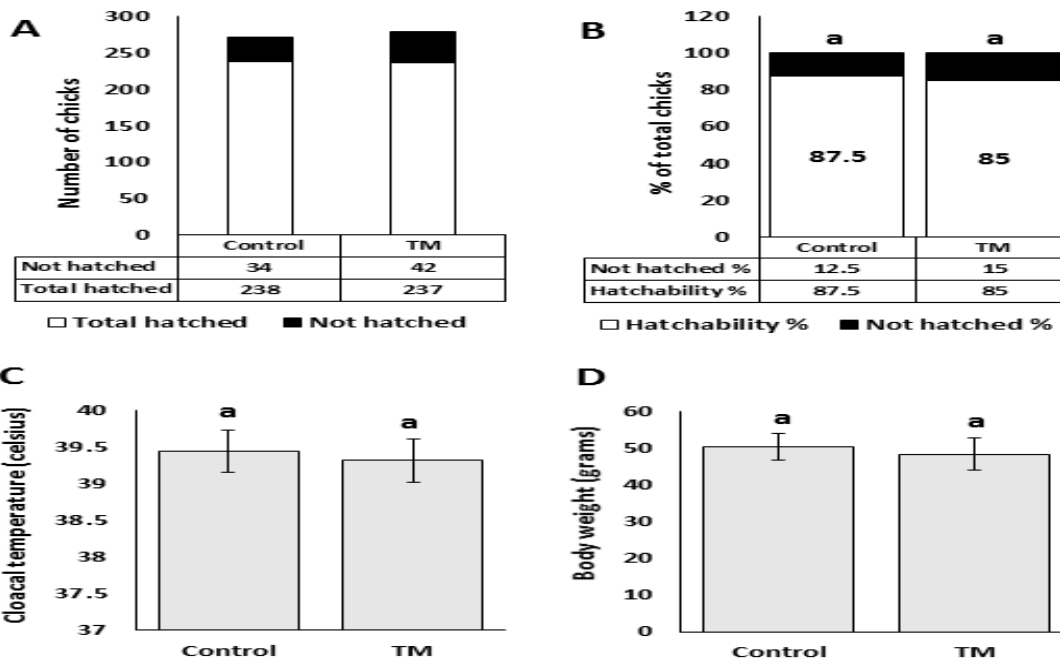 A
Number of chicks
300
250
200
150
100
50
0
Control TM
Not hatched 34 42
Total hatched 238 237
Total hatched Not hatched
B
% of total chicks
120
100
80
60
40
20
0
a a
87.5 85
Control TM
Not hatched % 12.5 15
Hatchability % 87.5 85
Hatchability % Not hatched %
C
Cloacal temperature (celsius)
40
39.5
39
38.5
38
37.5
37
a a
Control TM
D
Body weight (grams)
60
50
40
30
20
10
0
a a
Control TM